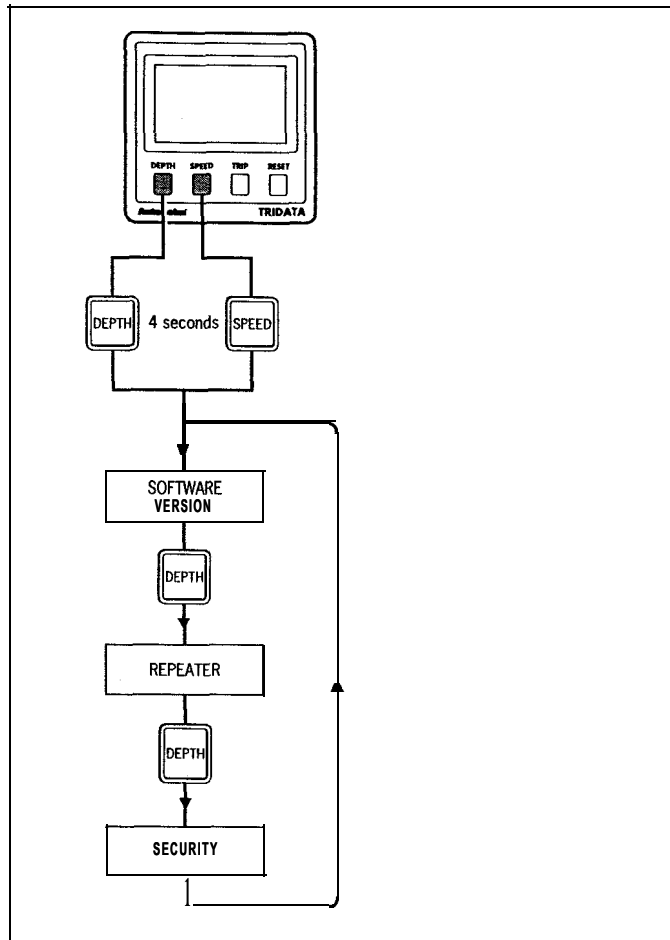 DEPTH SPEED TRIP RESET
TRIDATA
DEPTH 4 seconds SPEED
SOFTWARE
VERSION
DEPTH
REPEATER
DEPTH
SECURITY